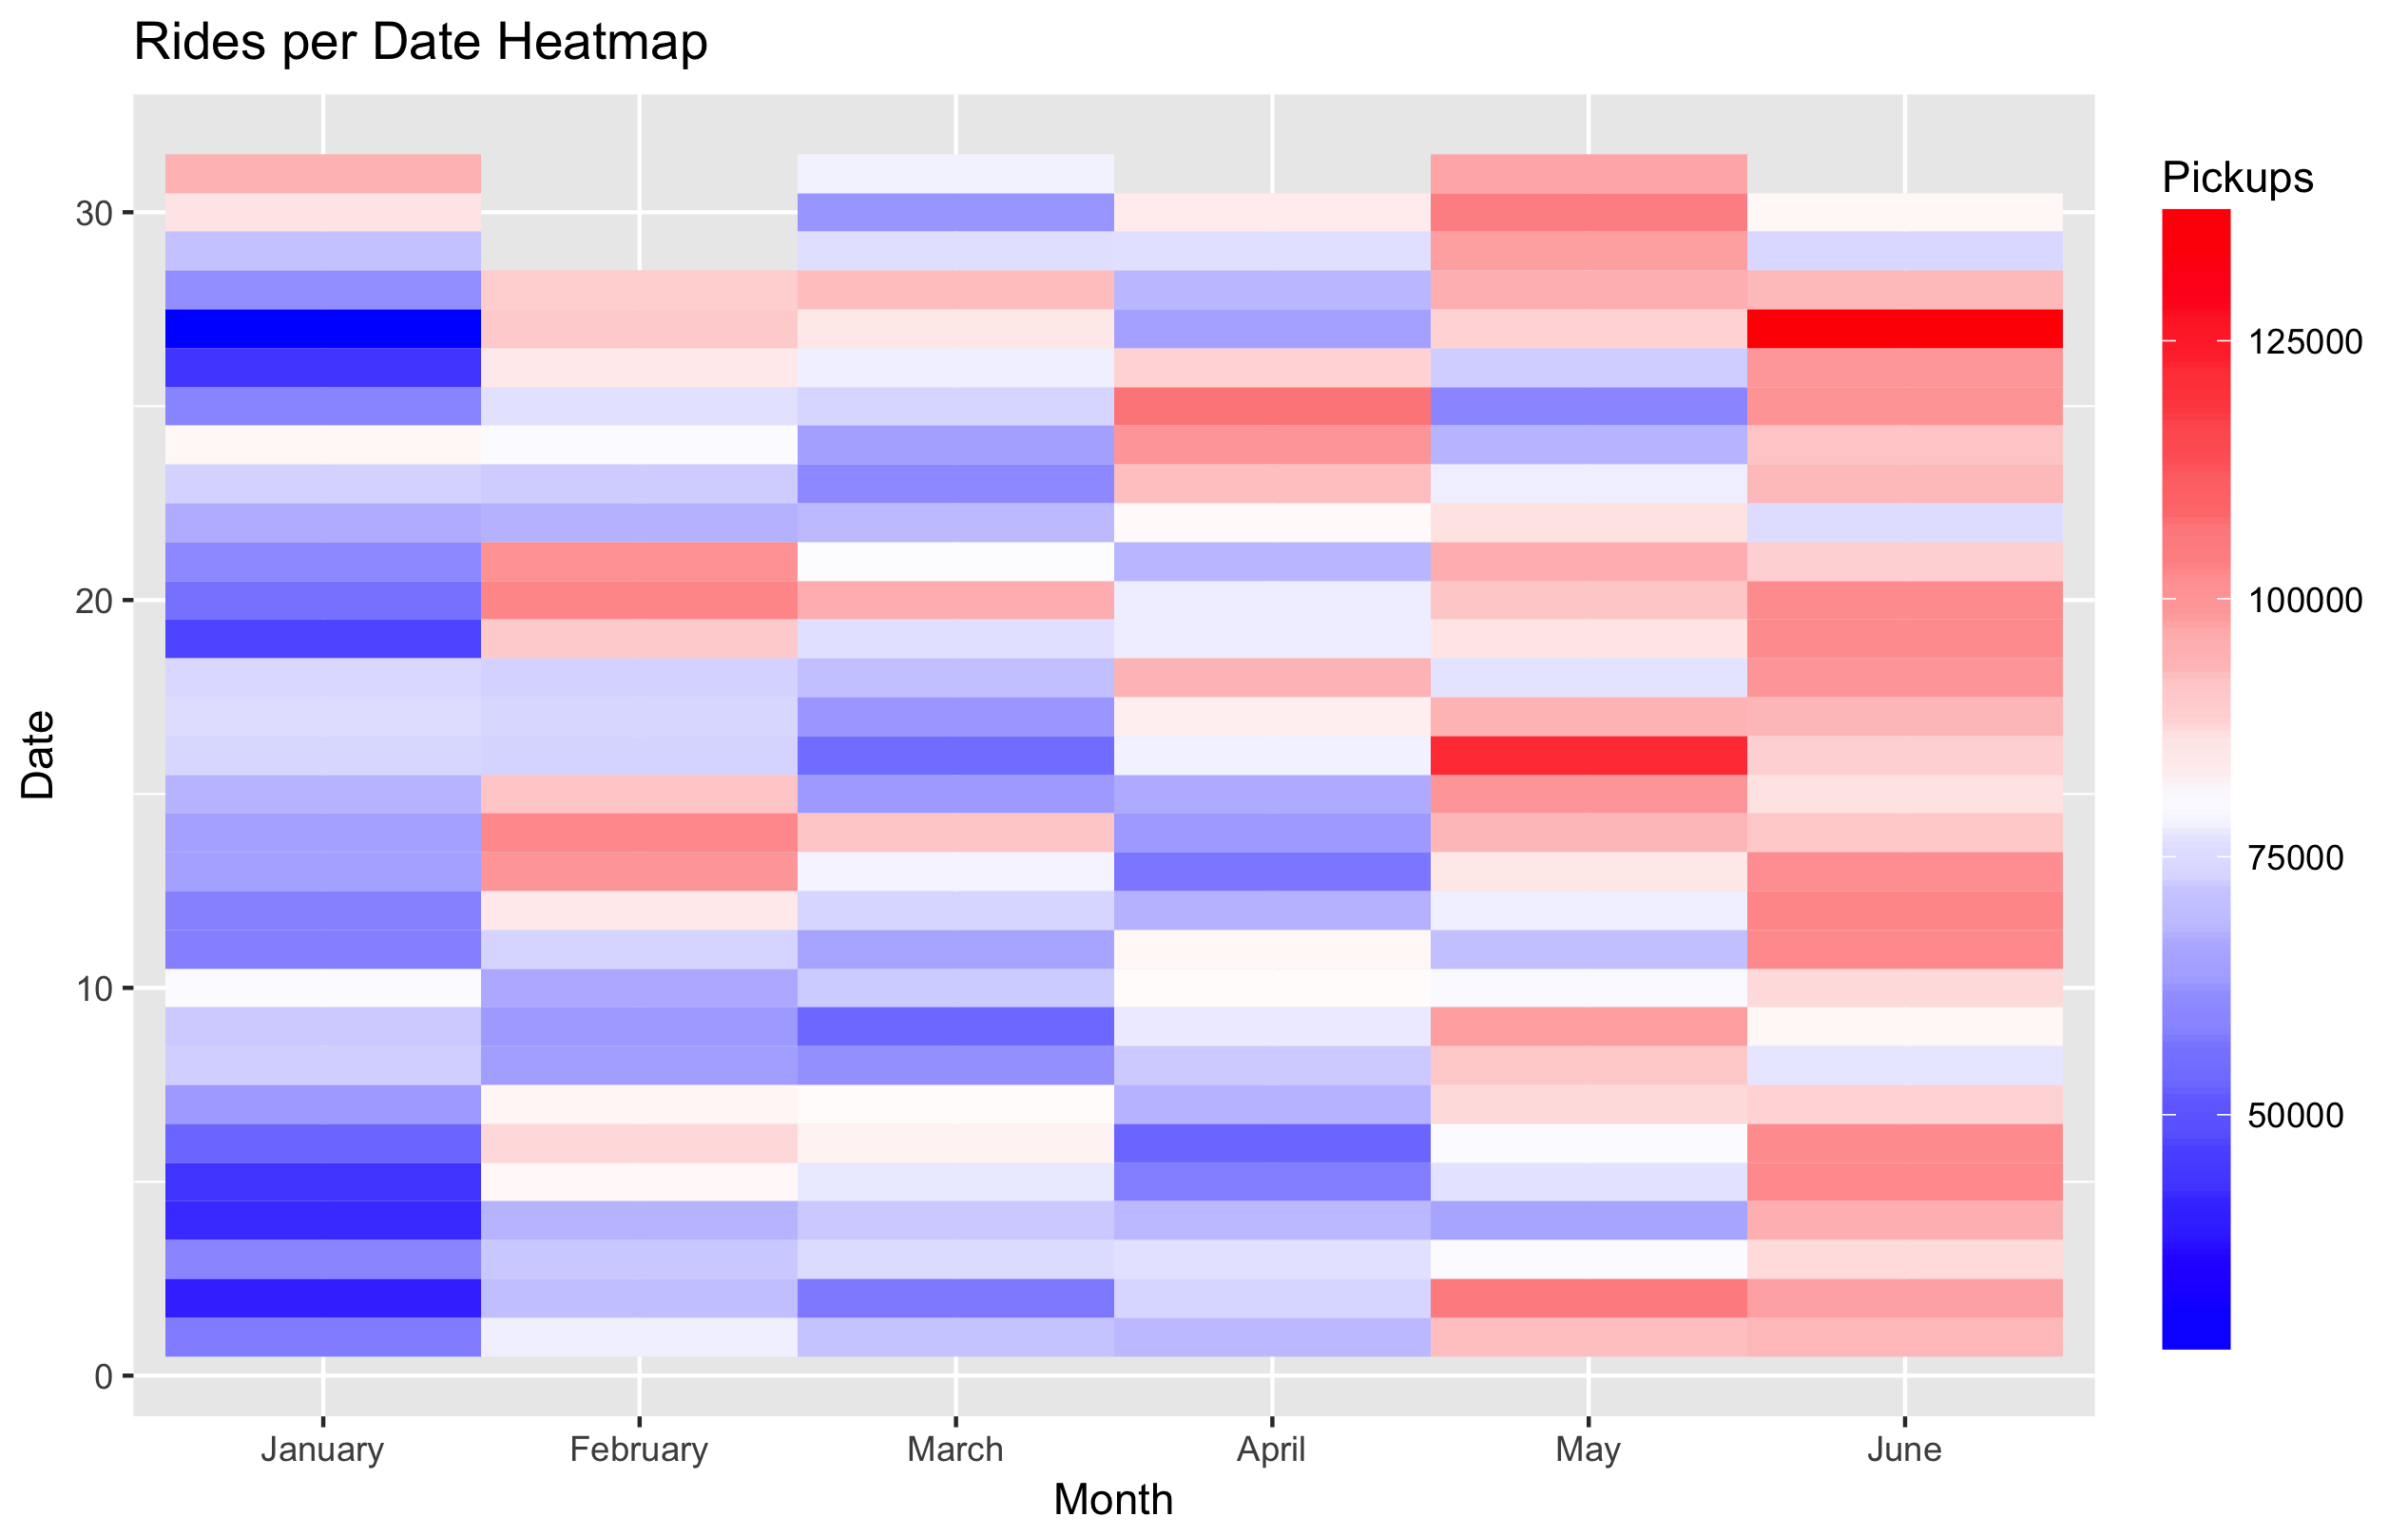 Rides per Date Heatmap
Pickups
125000
100000
75000
50000
30
20
10
0
Date
January February March April May June
Month